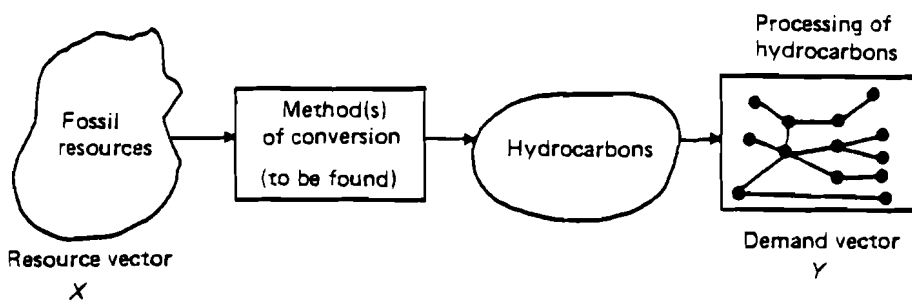 Fossil
resources
Resource vector
X
Method(s)
of conversion
(to be found)
Hydrocarbons
Processing of
hydrocarbons
Demand vector
Y